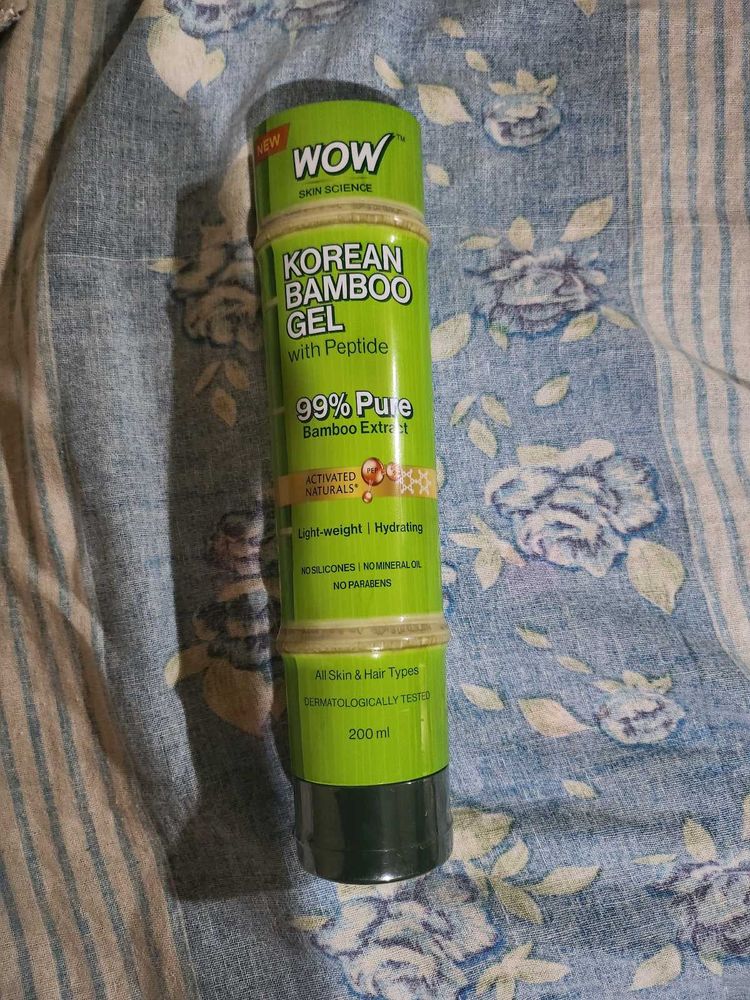 NEW
WOW™
SKIN SCIENCE
KOREAN
BAMBOO
GEL
with Peptide
99% Pure
Bamboo Extract
ACTIVATED
NATURALS®
PEP
Light-weight | Hydrating
NO SILICONES | NO MINERAL OIL
NO PARABENS
All Skin & Hair Types
DERMATOLOGICALLY TESTED
200 ml